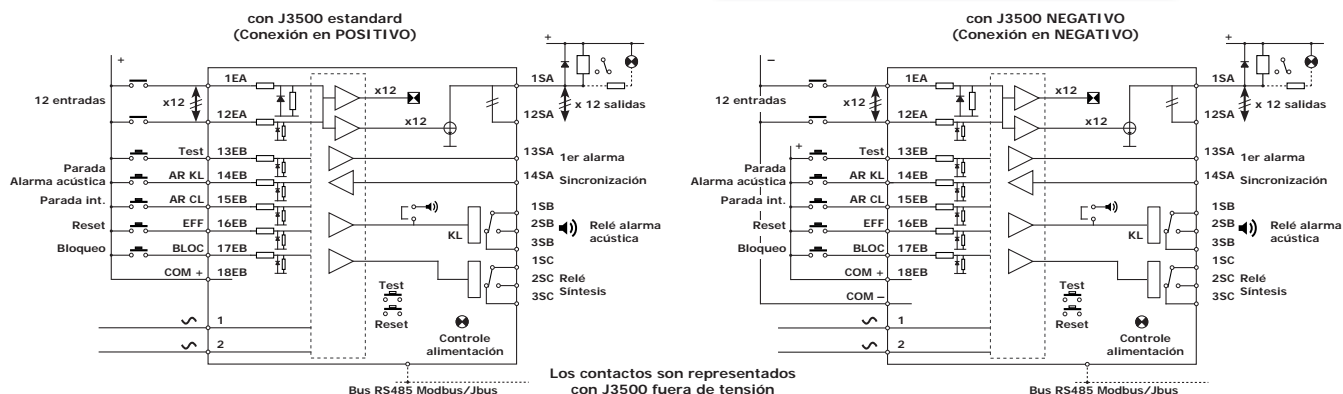 con J3500 estandard
(Conexión en POSITIVO)
+
12 entradas
x12
1EA
12EA
x12
x12
+
1SA
x 12 salidas
12SA
Test
13EB
13SA
1er alarma
Parada
Alarma acústica
AR KL
14EB
14SA
Sincronización
Parada int.
AR CL
15EB
1SB
Reset
EFF
16EB
KL
2SB
Relé alarma
acústica
3SB
Bloqueo
BLOC
17EB
1SC
COM +
18EB
2SC
Relé
Síntesis
3SC
Test
Reset
1
2
Controle
alimentación
Bus RS485 Modbus/Jbus
Los contactos son representados
con J3500 fuera de tensión
con J3500 NEGATIVO
(Conexión en NEGATIVO)
–
12 entradas
x12
1EA
12EA
x12
x12
+
1SA
x 12 salidas
12SA
+
Test
13EB
13SA
1er alarma
Parada
Alarma acústica
AR KL
14EB
14SA
Sincronización
Parada int.
AR CL
15EB
1SB
Reset
EFF
16EB
KL
2SB
Relé alarma
acústica
3SB
Bloqueo
BLOC
17EB
1SC
COM +
18EB
2SC
Relé
Síntesis
3SC
COM –
Test
Reset
1
2
Controle
alimentación
Bus RS485 Modbus/Jbus